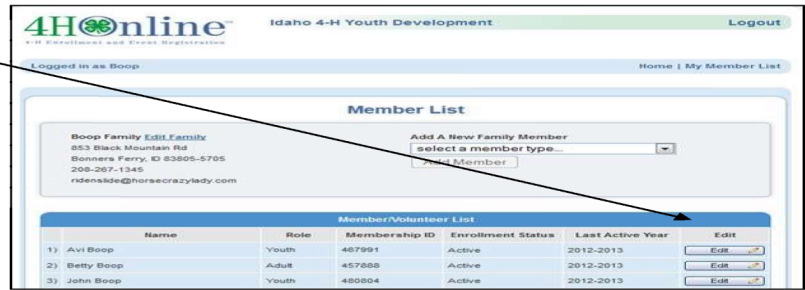 4HOnline Idaho 4-H Youth Development Logout
4-H Enrollment and Event Registration
Logged in as Boop Home | My Member List
Member List
Boop Family Edit Family Add A New Family Member
853 Black Mountain Rd select a member type...
Bonners Ferry, ID 83805-5705 Add Member
208-267-1345
ridenslide@horsecrazylady.com
Member/Volunteer List
Name Role Membership ID Enrollment Status Last Active Year Edit
1) Avi Boop Youth 467991 Active 2012-2013 Edit
2) Betty Boop Adult 457888 Active 2012-2013 Edit
3) John Boop Youth 480804 Active 2012-2013 Edit